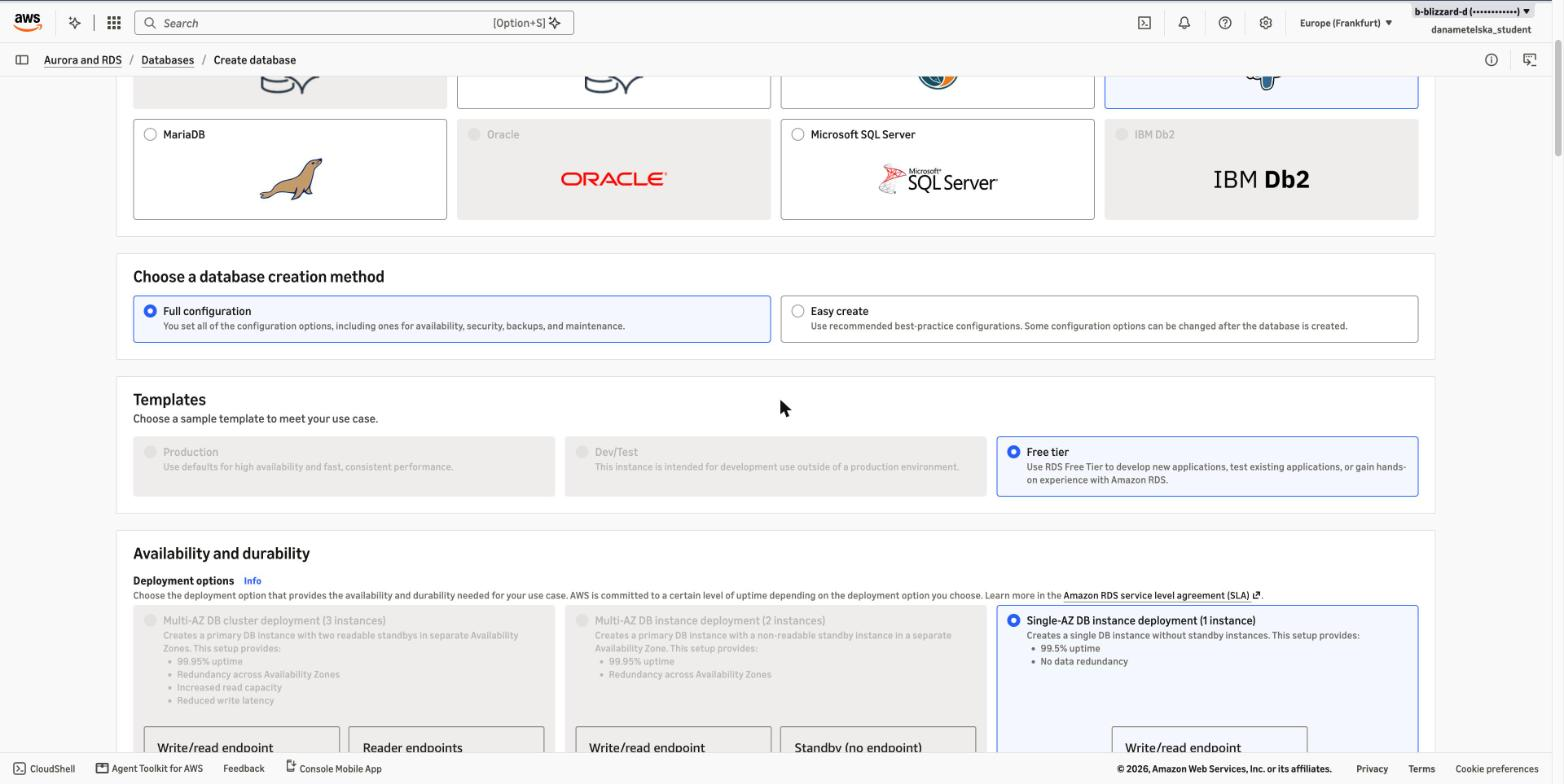 aws
Search
[Option+S]
Europe (Frankfurt)
b-blizzard-d (••••••••••••)
danametelska_student
Aurora and RDS / Databases / Create database
MariaDB
Oracle
ORACLE
Microsoft SQL Server
Microsoft
SQL Server
IBM Db2
IBM Db2
Choose a database creation method
Full configuration
You set all of the configuration options, including ones for availability, security, backups, and maintenance.
Easy create
Use recommended best-practice configurations. Some configuration options can be changed after the database is created.
Templates
Choose a sample template to meet your use case.
Production
Use defaults for high availability and fast, consistent performance.
Dev/Test
This instance is intended for development use outside of a production environment.
Free tier
Use RDS Free Tier to develop new applications, test existing applications, or gain hands-
on experience with Amazon RDS.
Availability and durability
Deployment options Info
Choose the deployment option that provides the availability and durability needed for your use case. AWS is committed to a certain level of uptime depending on the deployment option you choose. Learn more in the Amazon RDS service level agreement (SLA).
Multi-AZ DB cluster deployment (3 instances)
Creates a primary DB instance with two readable standbys in separate Availability
Zones. This setup provides:
• 99.95% uptime
• Redundancy across Availability Zones
• Increased read capacity
• Reduced write latency
Write/read endpoint
Reader endpoints
Multi-AZ DB instance deployment (2 instances)
Creates a primary DB instance with a non-readable standby instance in a separate
Availability Zone. This setup provides:
• 99.95% uptime
• Redundancy across Availability Zones
Write/read endpoint
Standby (no endpoint)
Single-AZ DB instance deployment (1 instance)
Creates a single DB instance without standby instances. This setup provides:
• 99.5% uptime
• No data redundancy
Write/read endpoint
CloudShell
Agent Toolkit for AWS
Feedback
Console Mobile App
© 2026, Amazon Web Services, Inc. or its affiliates.
Privacy
Terms
Cookie preferences